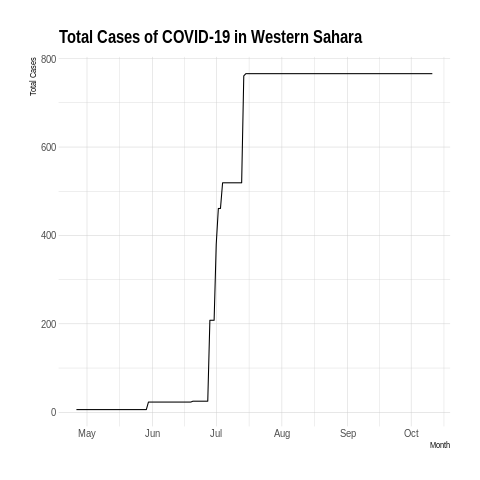 Total Cases of COVID-19 in Western Sahara
Total Cases
800
600
400
200
0
May Jun Jul Aug Sep Oct
Month